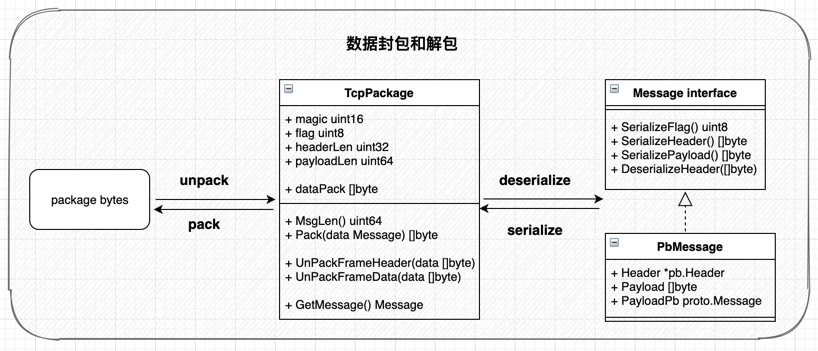 数据封包和解包
TcpPackage
+ magic uint16
+ flag uint8
+ headerLen uint32
+ payloadLen uint64
+ dataPack []byte
+ MsgLen() uint64
+ Pack(data Message) []byte
+ UnPackFrameHeader(data []byte)
+ UnPackFrameData(data []byte)
+ GetMessage() Message
Message interface
+ SerializeFlag() uint8
+ SerializeHeader() []byte
+ SerializePayload() []byte
+ DeserializeHeader([]byte)
package bytes
unpack
pack
deserialize
serialize
PbMessage
+ Header *pb.Header
+ Payload []byte
+ PayloadPb proto.Message